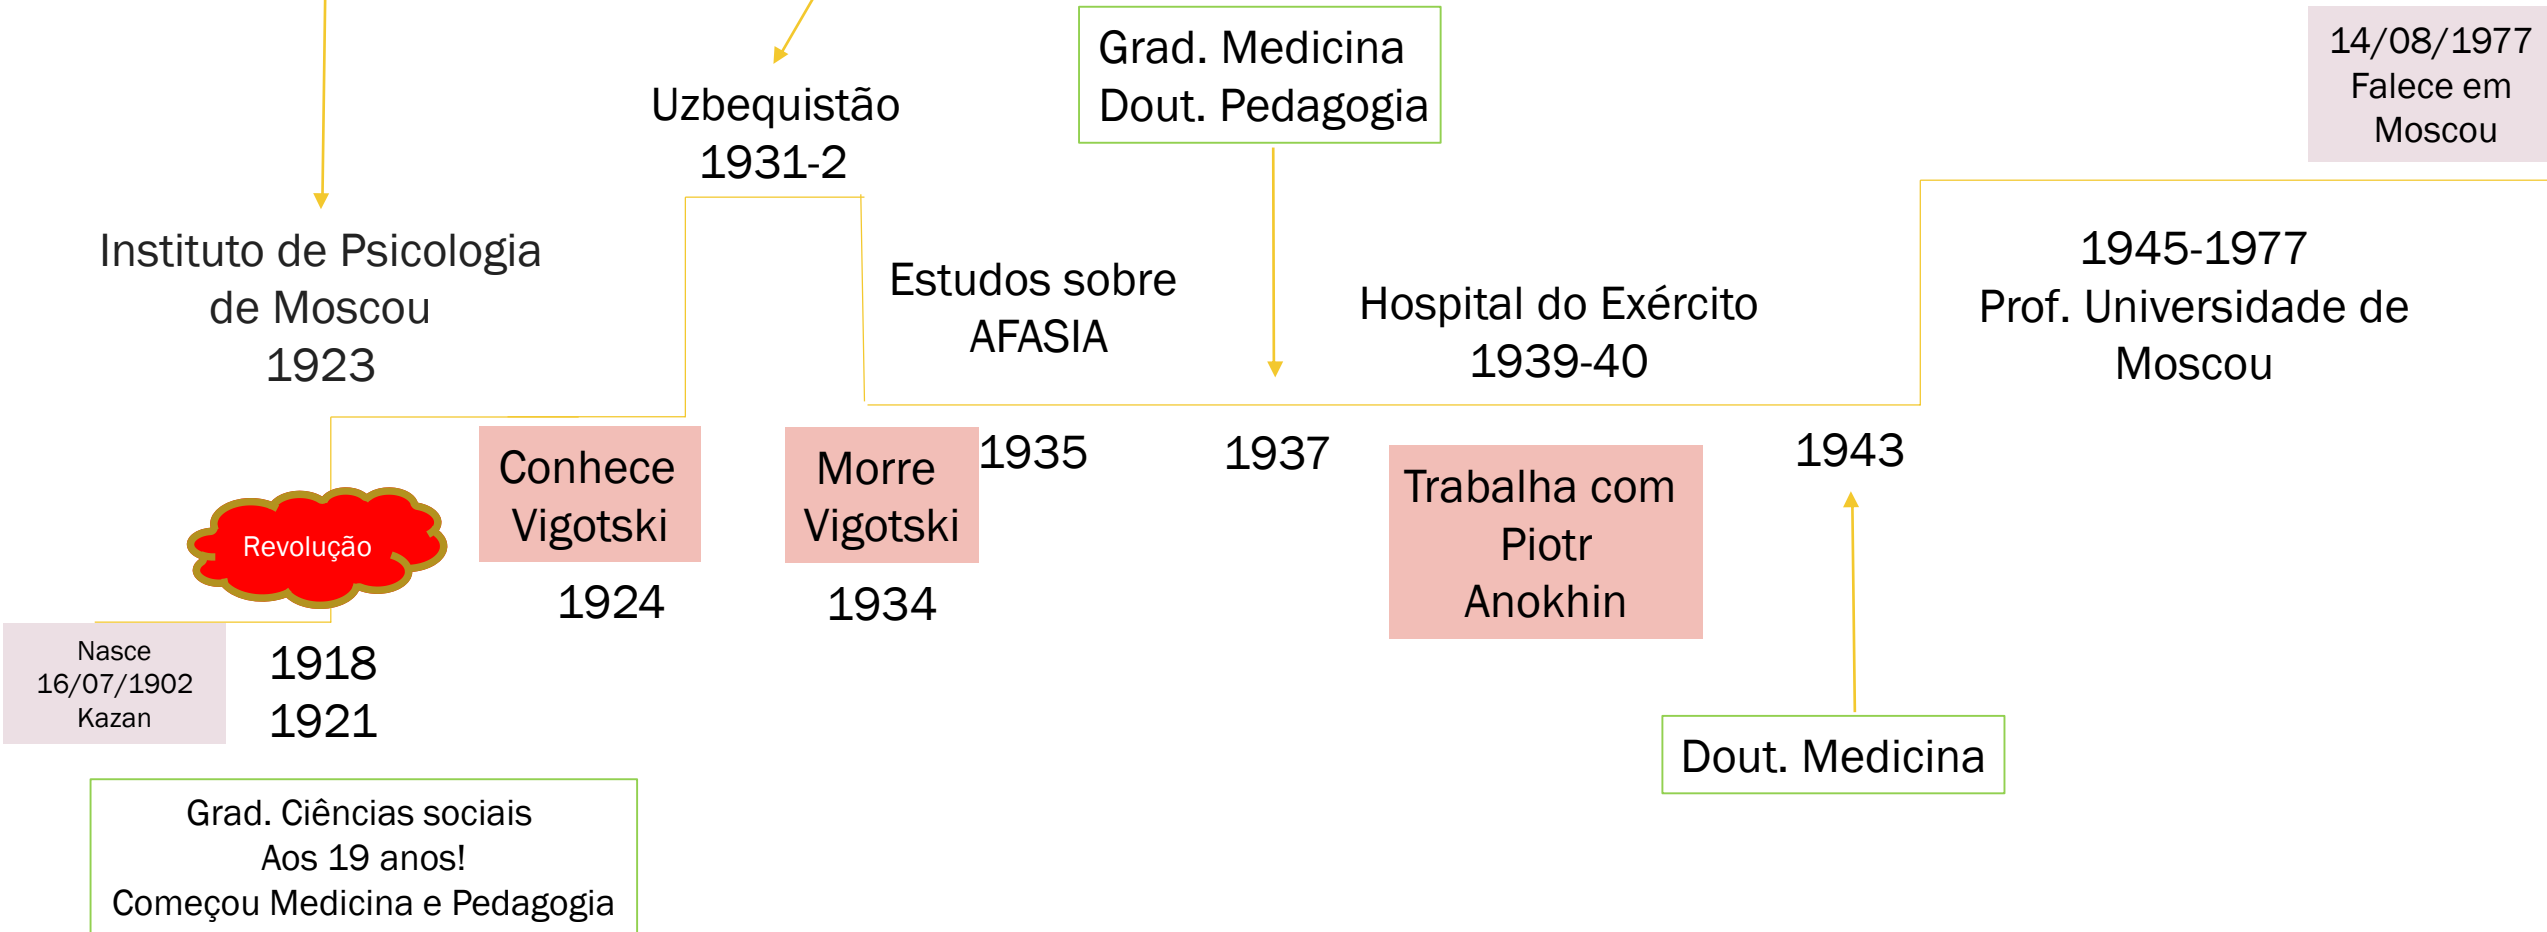 Nasce
16/07/1902
Kazan
Revolução
1918
1921
Grad. Ciências sociais
Aos 19 anos!
Começou Medicina e Pedagogia
Instituto de Psicologia
de Moscou
1923
Conhece
Vigotski
1924
Uzbequistão
1931-2
Morre
Vigotski
1934
Estudos sobre
AFASIA
1935
Grad. Medicina
Dout. Pedagogia
1937
Hospital do Exército
1939-40
Trabalha com
Piotr
Anokhin
1943
Dout. Medicina
1945-1977
Prof. Universidade de
Moscou
14/08/1977
Falece em
Moscou